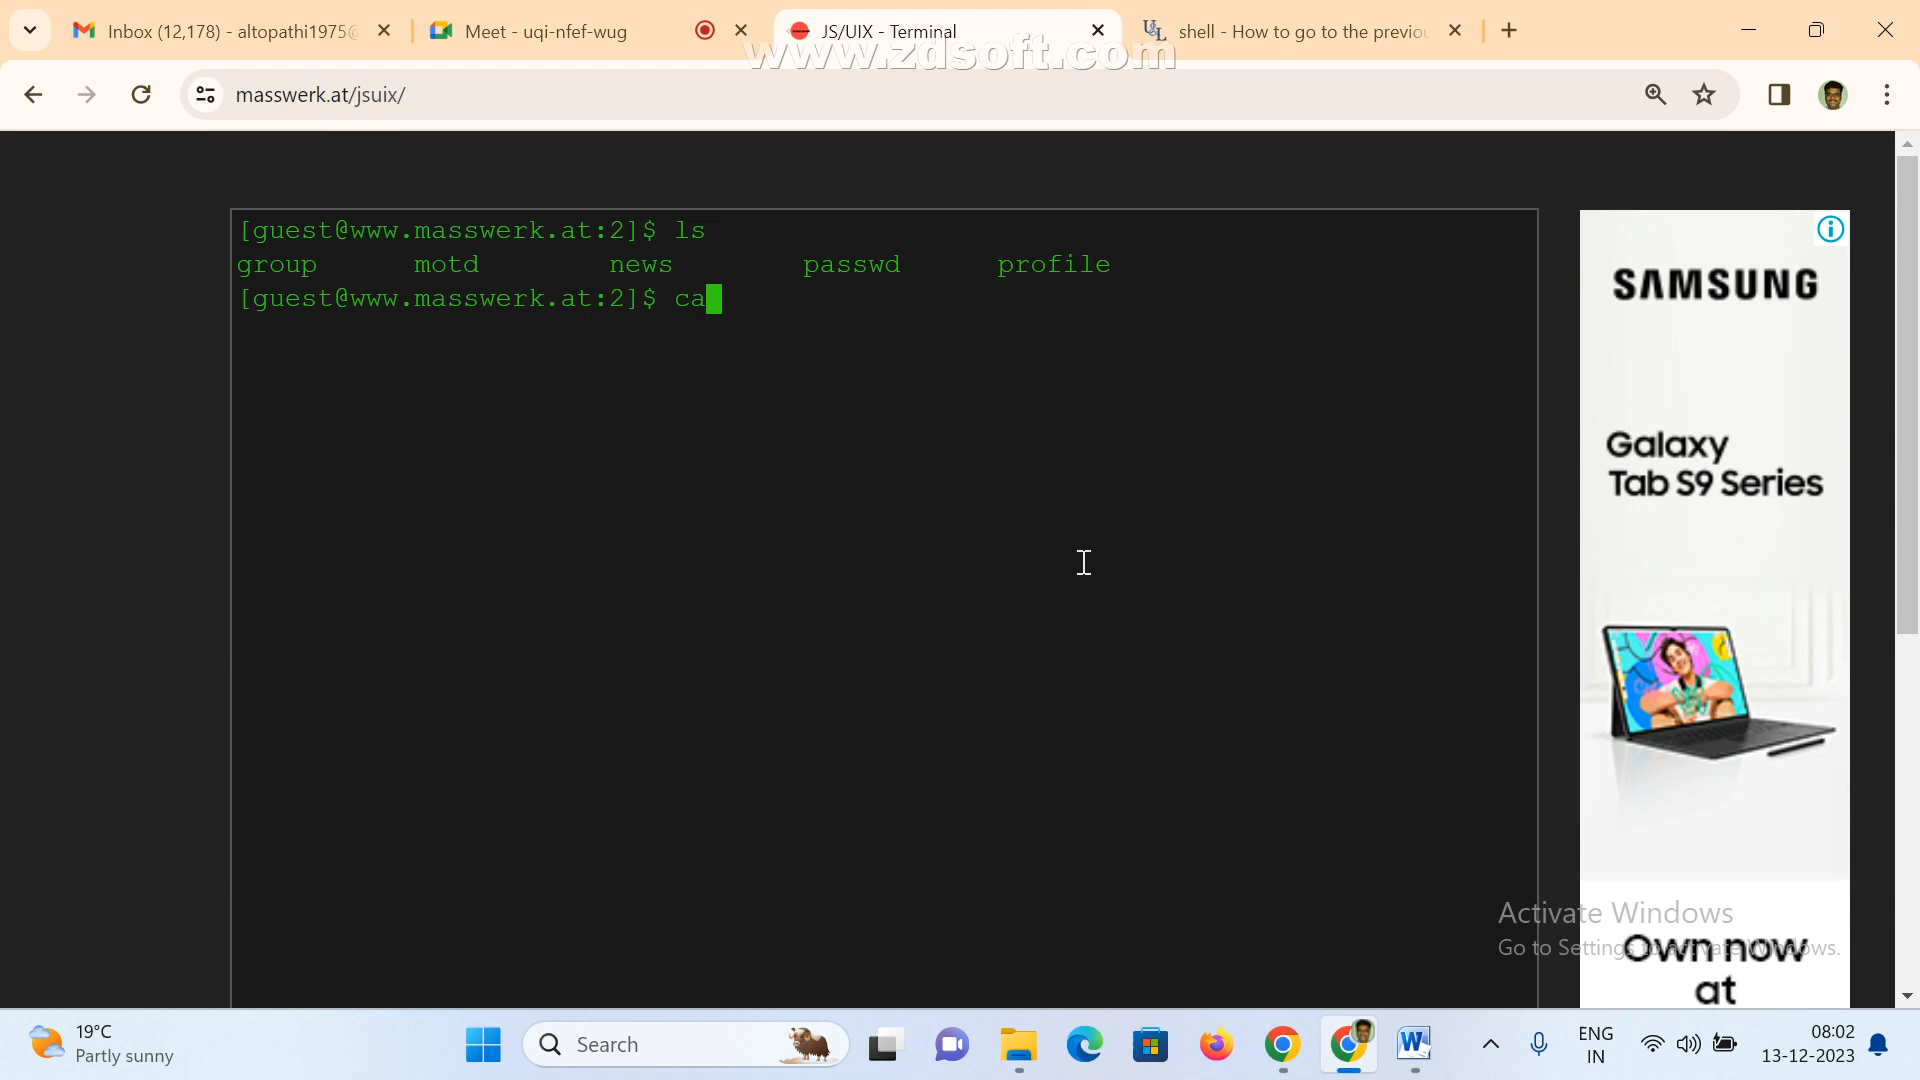 Inbox (12,178) - altopathi1975@
Meet - uqi-nfef-wug
JS/UIX - Terminal
shell - How to go to the previou
www.zdsoft.com
masswerk.at/jsuix/
[guest@www.masswerk.at:2]$ ls
group motd news passwd profile
[guest@www.masswerk.at:2]$ ca
SAMSUNG
Galaxy
Tab S9 Series
Activate Windows
Go to Settings to activate Windows.
Own now
at
19°C
Partly sunny
Search
ENG
IN
08:02
13-12-2023